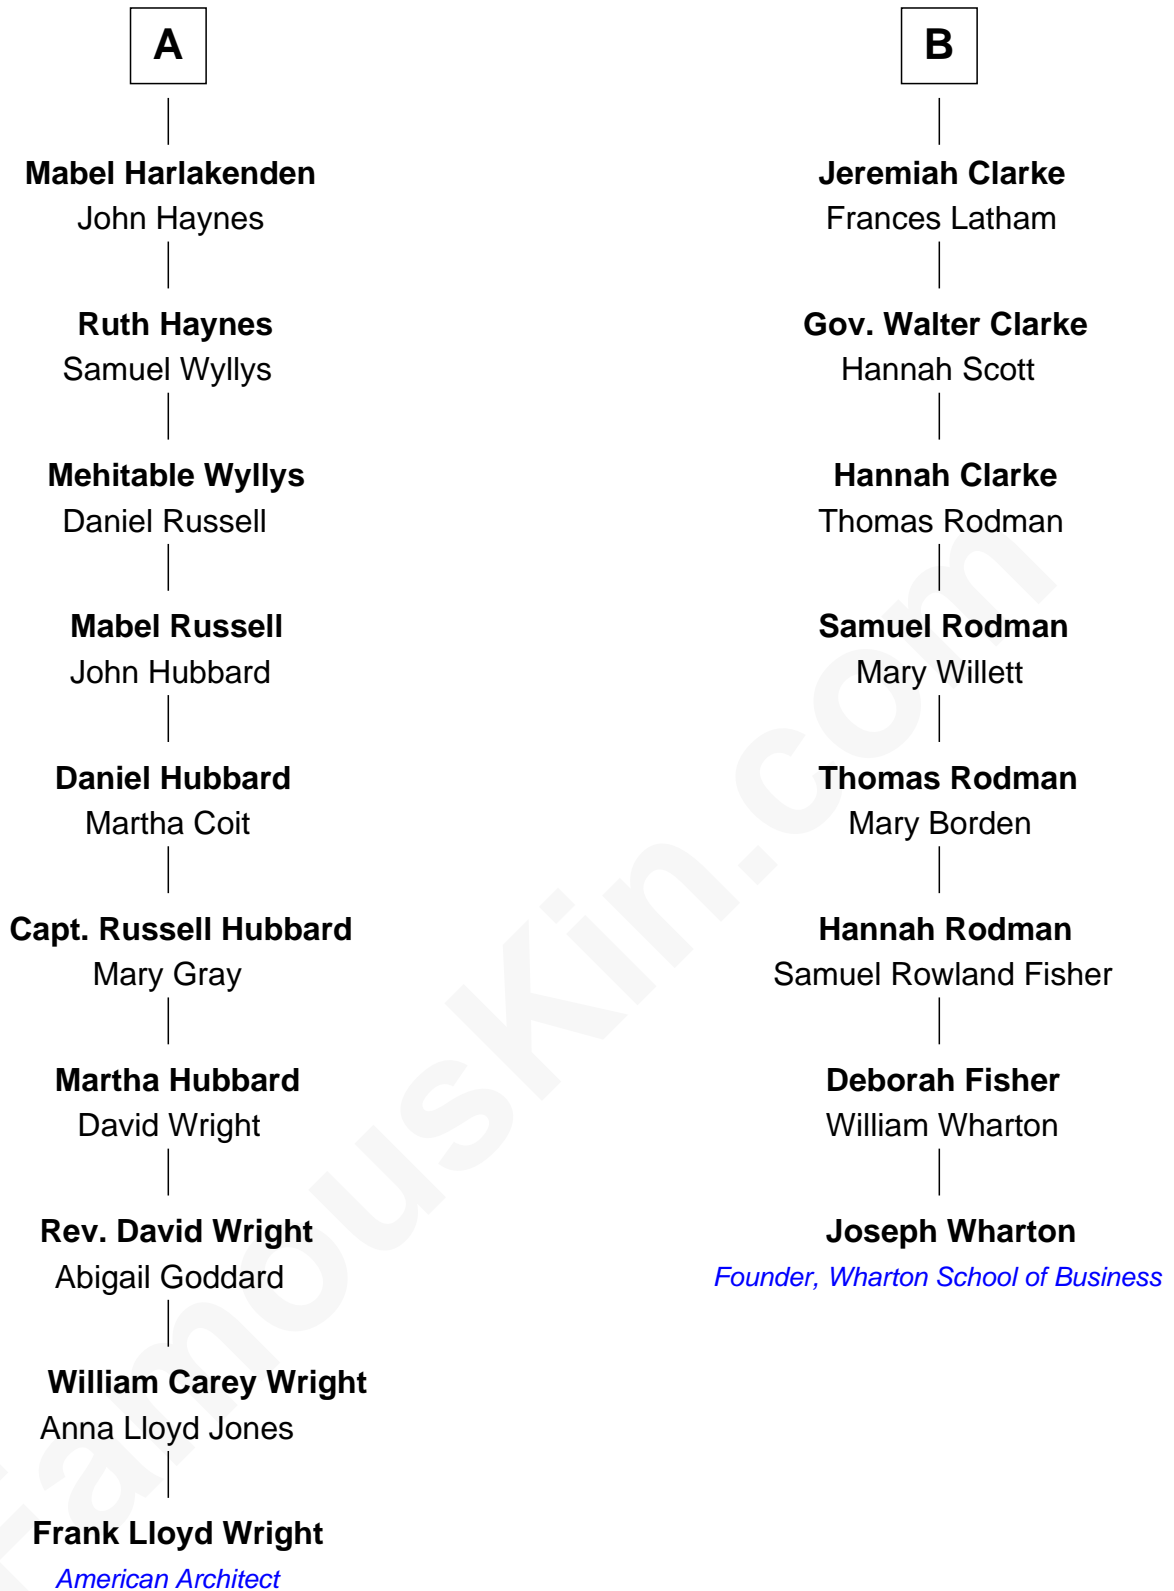 A
Mabel Harlakenden
John Haynes
Ruth Haynes
Samuel Wyllys
Mehitable Wyllys
Daniel Russell
Mabel Russell
John Hubbard
Daniel Hubbard
Martha Coit
Capt. Russell Hubbard
Mary Gray
Martha Hubbard
David Wright
Rev. David Wright
Abigail Goddard
William Carey Wright
Anna Lloyd Jones
Frank Lloyd Wright
American Architect
B
Jeremiah Clarke
Frances Latham
Gov. Walter Clarke
Hannah Scott
Hannah Clarke
Thomas Rodman
Samuel Rodman
Mary Willett
Thomas Rodman
Mary Borden
Hannah Rodman
Samuel Rowland Fisher
Deborah Fisher
William Wharton
Joseph Wharton
Founder, Wharton School of Business
FamousKin.com